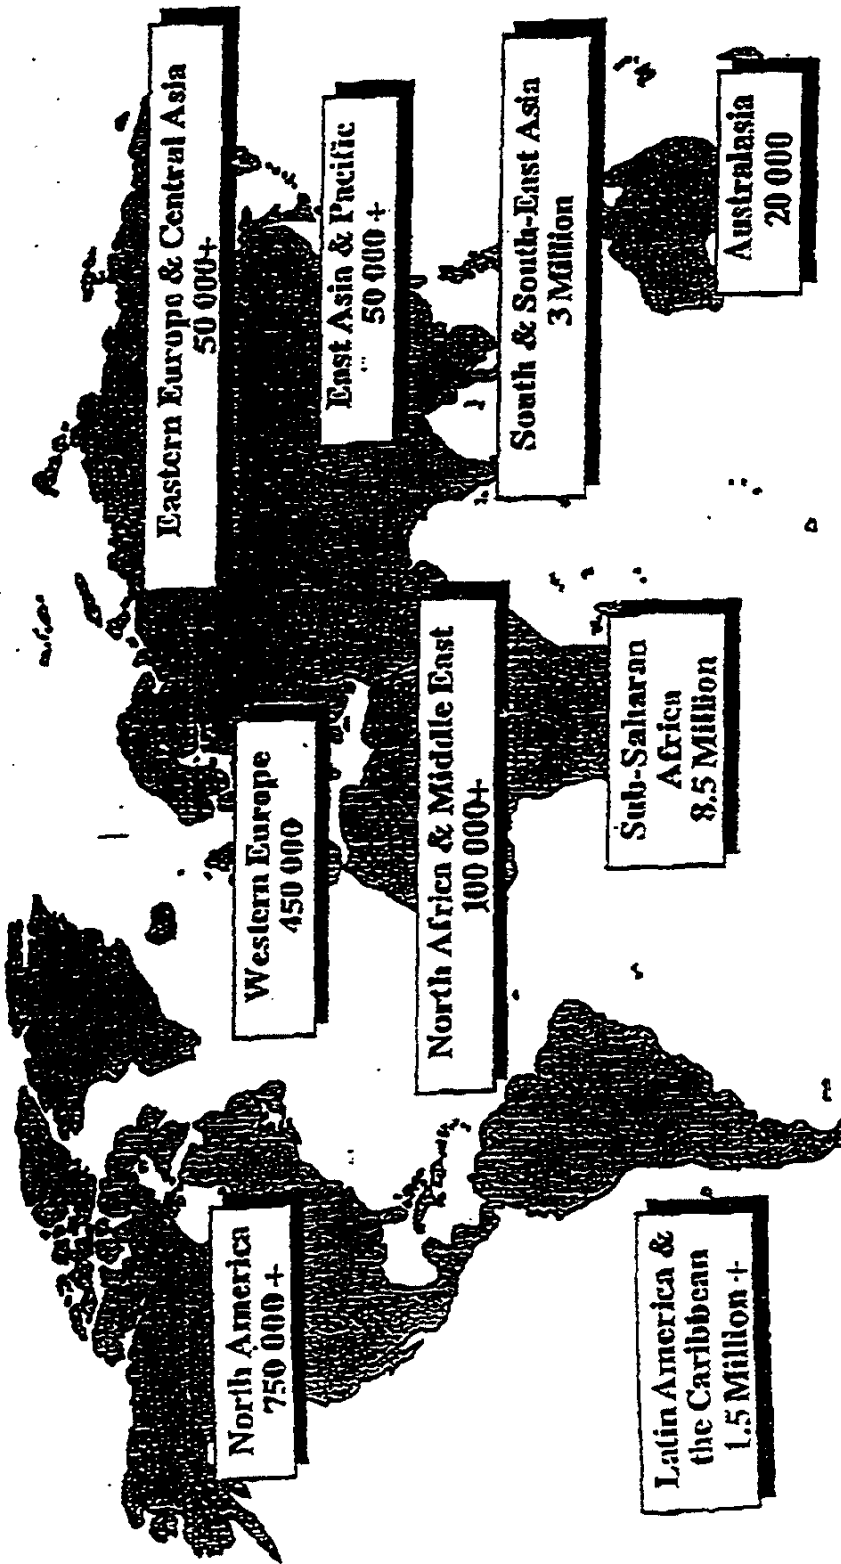 North America
750 000 +
Western Europe
450 000
Eastern Europe & Central Asia
50 000+
East Asia & Pacific
50 000 +
North Africa & Middle East
100 000+
South & South-East Asia
3 Million
Latin America &
the Caribbean
1.5 Million +
Sub-Saharan
Africa
8.5 Million
Australasia
20 000